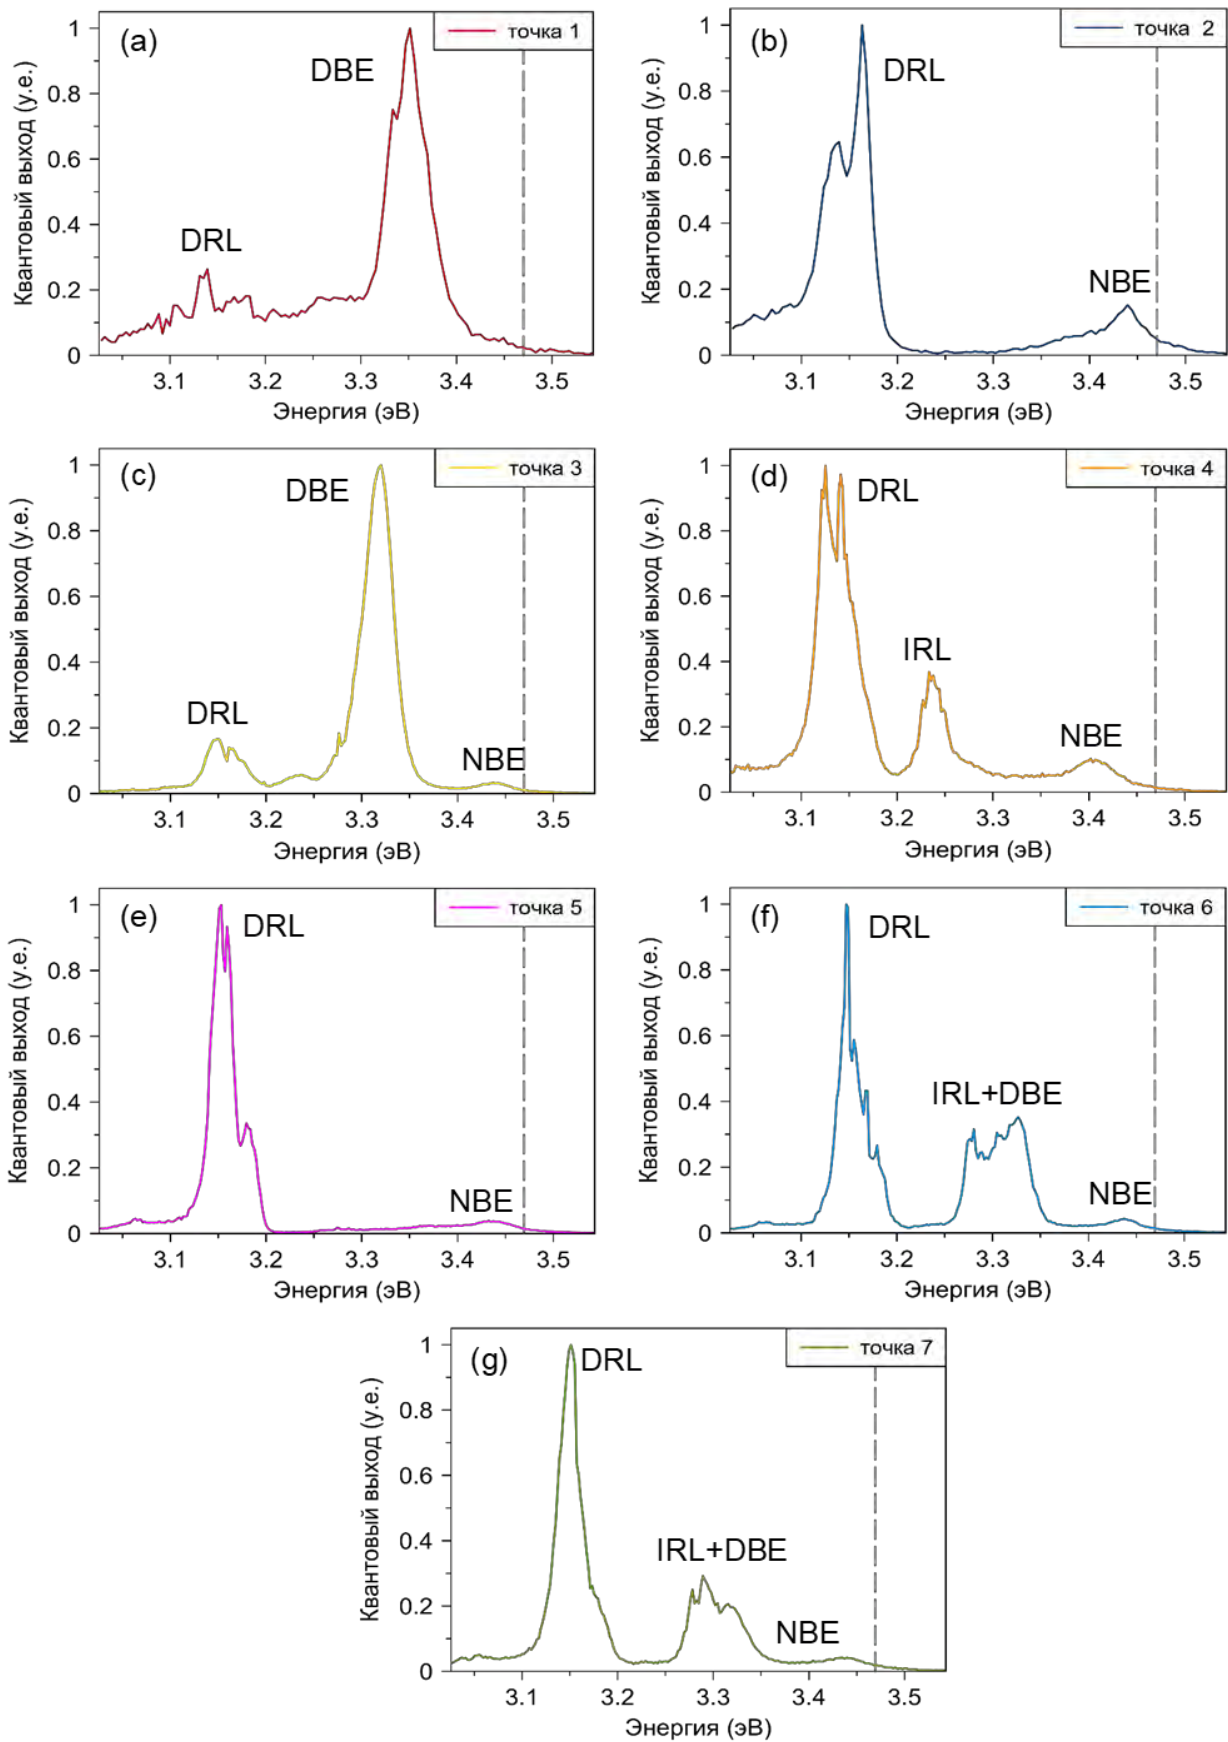 (a)
точка 1
DBE
DRL
Квантовый выход (у.е.)
1
0.8
0.6
0.4
0.2
0
3.1 3.2 3.3 3.4 3.5
Энергия (эВ)
(b)
точка 2
DRL
NBE
Квантовый выход (у.е.)
1
0.8
0.6
0.4
0.2
0
3.1 3.2 3.3 3.4 3.5
Энергия (эВ)
(c)
точка 3
DBE
DRL
NBE
Квантовый выход (у.е.)
1
0.8
0.6
0.4
0.2
0
3.1 3.2 3.3 3.4 3.5
Энергия (эВ)
(d)
точка 4
DRL
IRL
NBE
Квантовый выход (у.е.)
1
0.8
0.6
0.4
0.2
0
3.1 3.2 3.3 3.4 3.5
Энергия (эВ)
(e)
точка 5
DRL
NBE
Квантовый выход (у.е.)
1
0.8
0.6
0.4
0.2
0
3.1 3.2 3.3 3.4 3.5
Энергия (эВ)
(f)
точка 6
DRL
IRL+DBE
NBE
Квантовый выход (у.е.)
1
0.8
0.6
0.4
0.2
0
3.1 3.2 3.3 3.4 3.5
Энергия (эВ)
(g)
точка 7
DRL
IRL+DBE
NBE
Квантовый выход (у.е.)
1
0.8
0.6
0.4
0.2
0
3.1 3.2 3.3 3.4 3.5
Энергия (эВ)